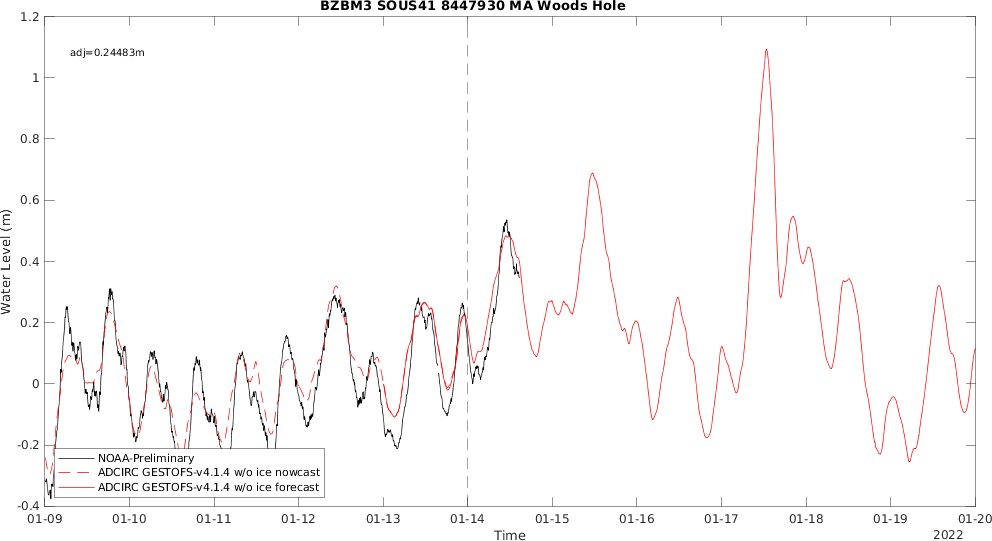 BZBM3 SOUS41 8447930 MA Woods Hole
adj=0.24483m
1.2
1
0.8
0.6
0.4
0.2
0
-0.2
-0.4
Water Level (m)
NOAA-Preliminary
ADCIRC GESTOFS-v4.1.4 w/o ice nowcast
ADCIRC GESTOFS-v4.1.4 w/o ice forecast
01-09 01-10 01-11 01-12 01-13 01-14 01-15 01-16 01-17 01-18 01-19 01-20
Time
2022